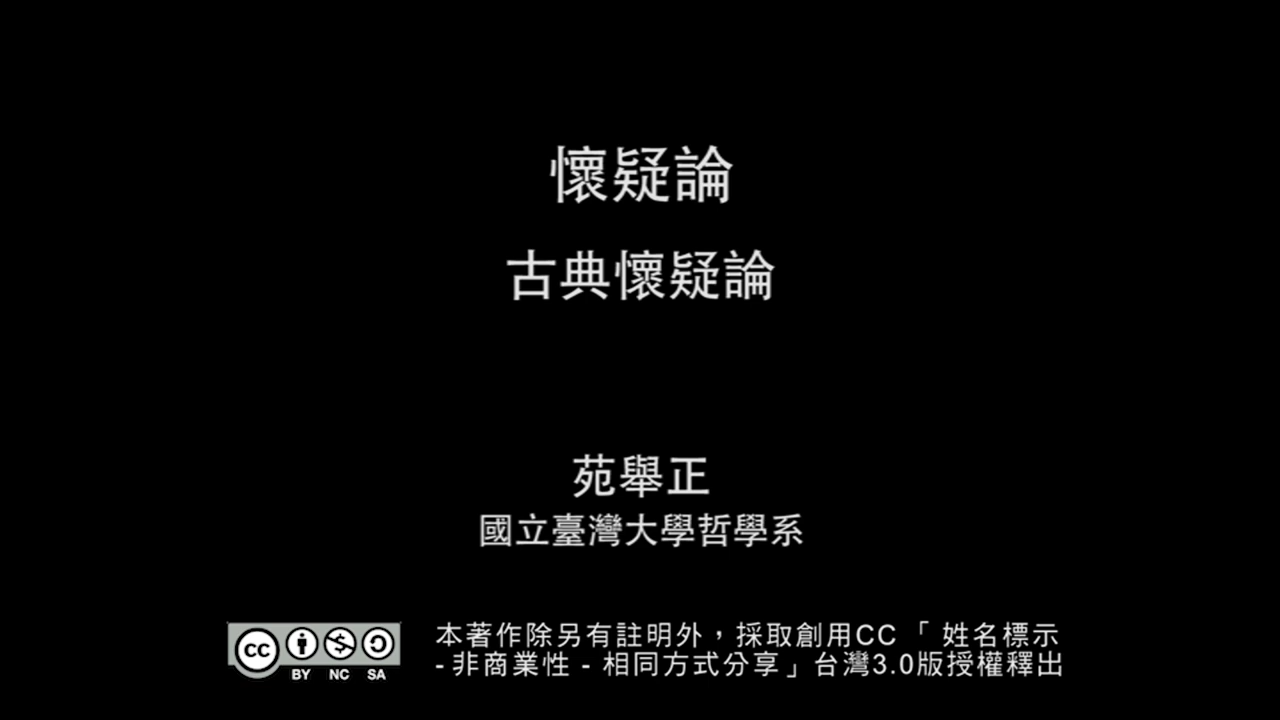 懷疑論
古典懷疑論
苑舉正
國立臺灣大學哲學系
cc BY NC SA
本著作除另有註明外，採取創用CC「 姓名標示
- 非商業性 - 相同方式分享」台灣3.0版授權釋出